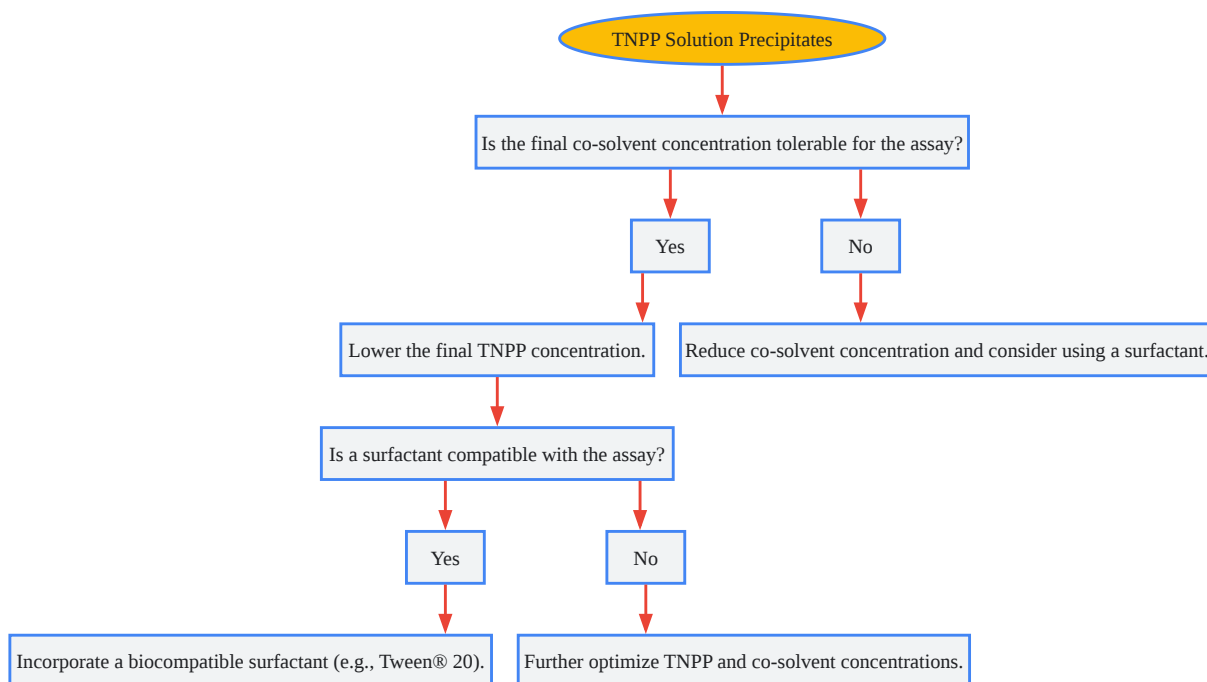 TNPP Solution Precipitates
Is the final co-solvent concentration tolerable for the assay?
Yes
No
Lower the final TNPP concentration.
Reduce co-solvent concentration and consider using a surfactant.
Is a surfactant compatible with the assay?
Yes
No
Incorporate a biocompatible surfactant (e.g., Tween® 20).
Further optimize TNPP and co-solvent concentrations.